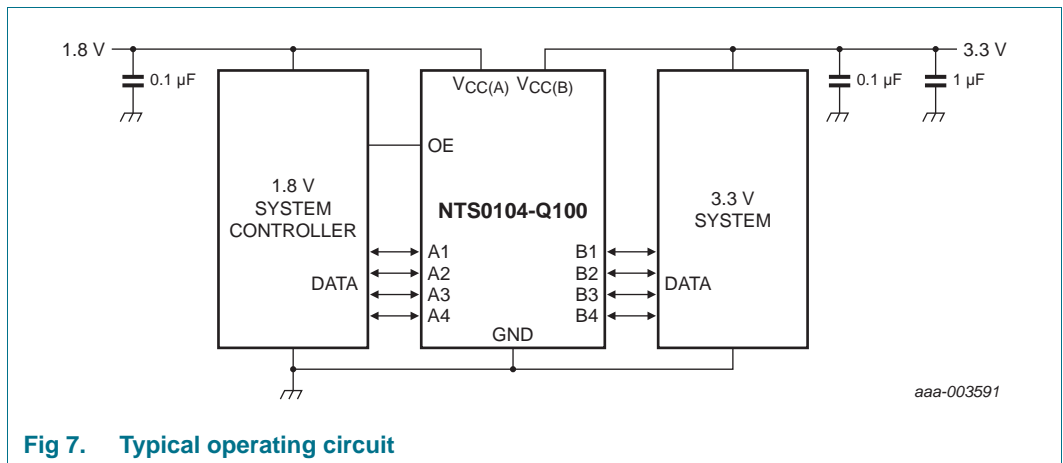 1.8 V
3.3 V
0.1 μF
VCC(A) VCC(B)
0.1 μF
1 μF
OE
1.8 V
SYSTEM
CONTROLLER
NTS0104-Q100
3.3 V
SYSTEM
A1
A2
A3
A4
DATA
B1
B2
B3
B4
DATA
GND
aaa-003591
Fig 7. Typical operating circuit